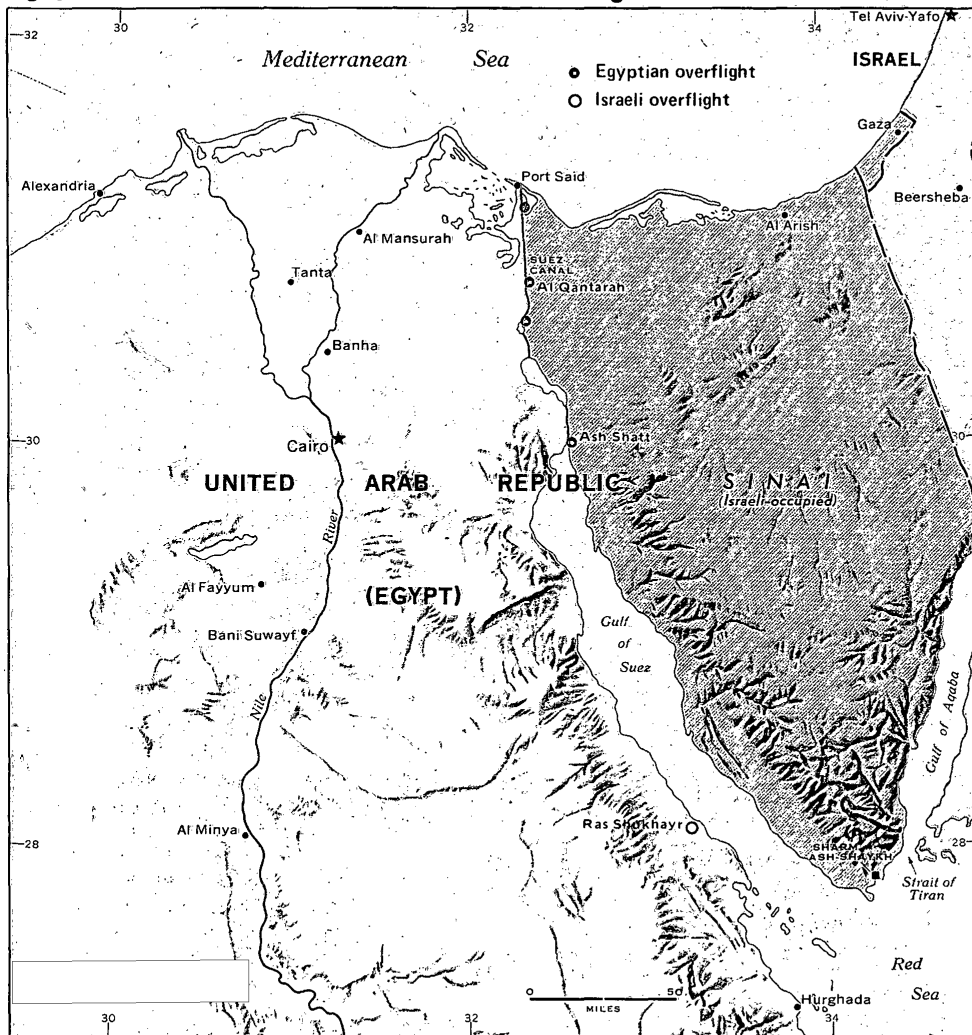 30
32
34
Tel Aviv-Yafo
32
Mediterranean Sea
ISRAEL
Egyptian overflight
Israeli overflight
Gaza
Alexandria
Port Said
Beersheba
Al Mansurah
Al Arish
Tanta
SUEZ
CANAL
Al Qantarah
Banha
30
Cairo
Ash Shatt
30
UNITED ARAB REPUBLIC
SINAI
(Israeli-occupied)
River
Al Fayyum
(EGYPT)
Bani Suwayf
Gulf
of
Suez
Nile
Gulf of Aqaba
Al Minya
Ras Shokhayr
28
SHARM
ASH SHAYKH
28
Strait of
Tiran
Red
Sea
0 50
MILES
Hurghada
30
32
34